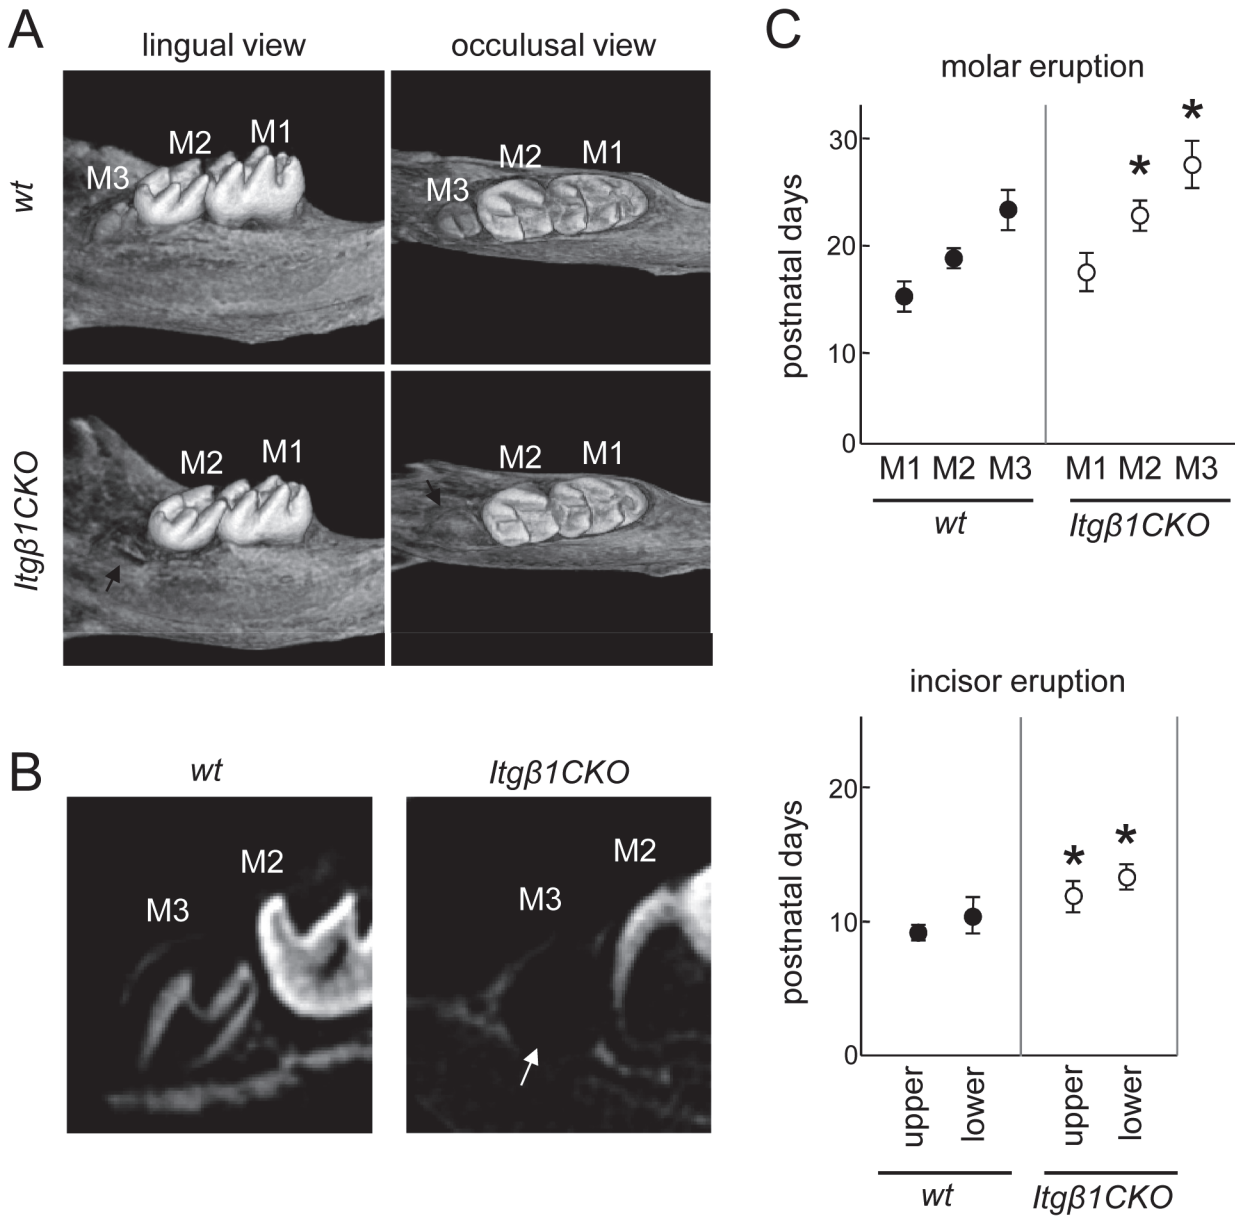 A
lingual view
occulusal view
wt
M3
M2
M1
M3
M2
M1
Itgβ1CKO
M2
M1
M2
M1
B
wt
Itgβ1CKO
M3
M2
M3
M2
C
molar eruption
postnatal days
30
20
10
0
*
*
M1 M2 M3
M1 M2 M3
wt
Itgβ1CKO
incisor eruption
postnatal days
20
10
0
*
*
upper
lower
upper
lower
wt
Itgβ1CKO